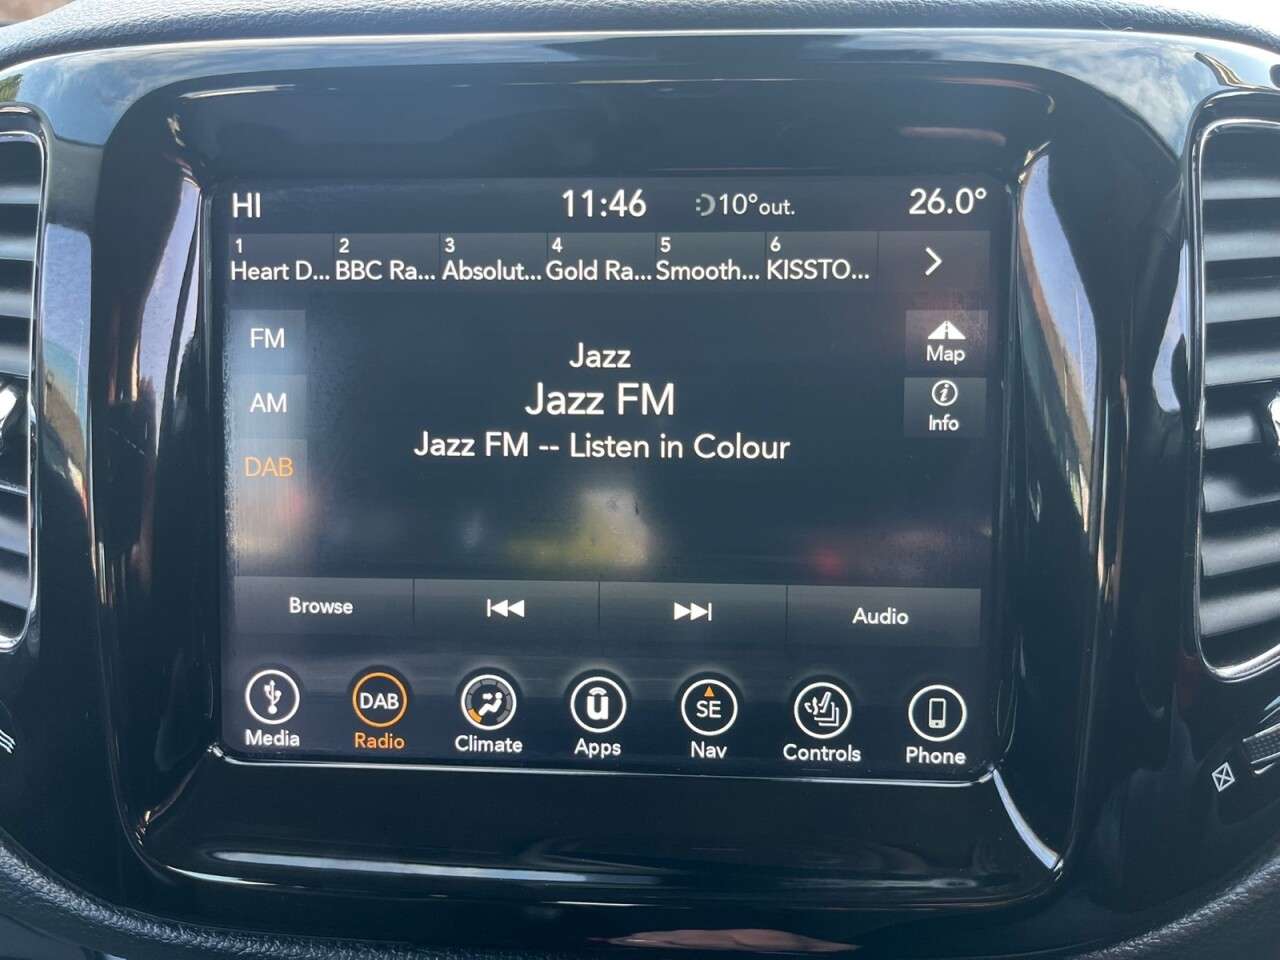 HI 11:46 10°out. 26.0°
1 2 3 4 5 6
Heart D... BBC Ra... Absolut... Gold Ra... Smooth... KISSTO...
FM
AM
DAB
Jazz
Jazz FM
Jazz FM -- Listen in Colour
Map
Info
Browse Audio
DAB SE
Media Radio Climate Apps Nav Controls Phone